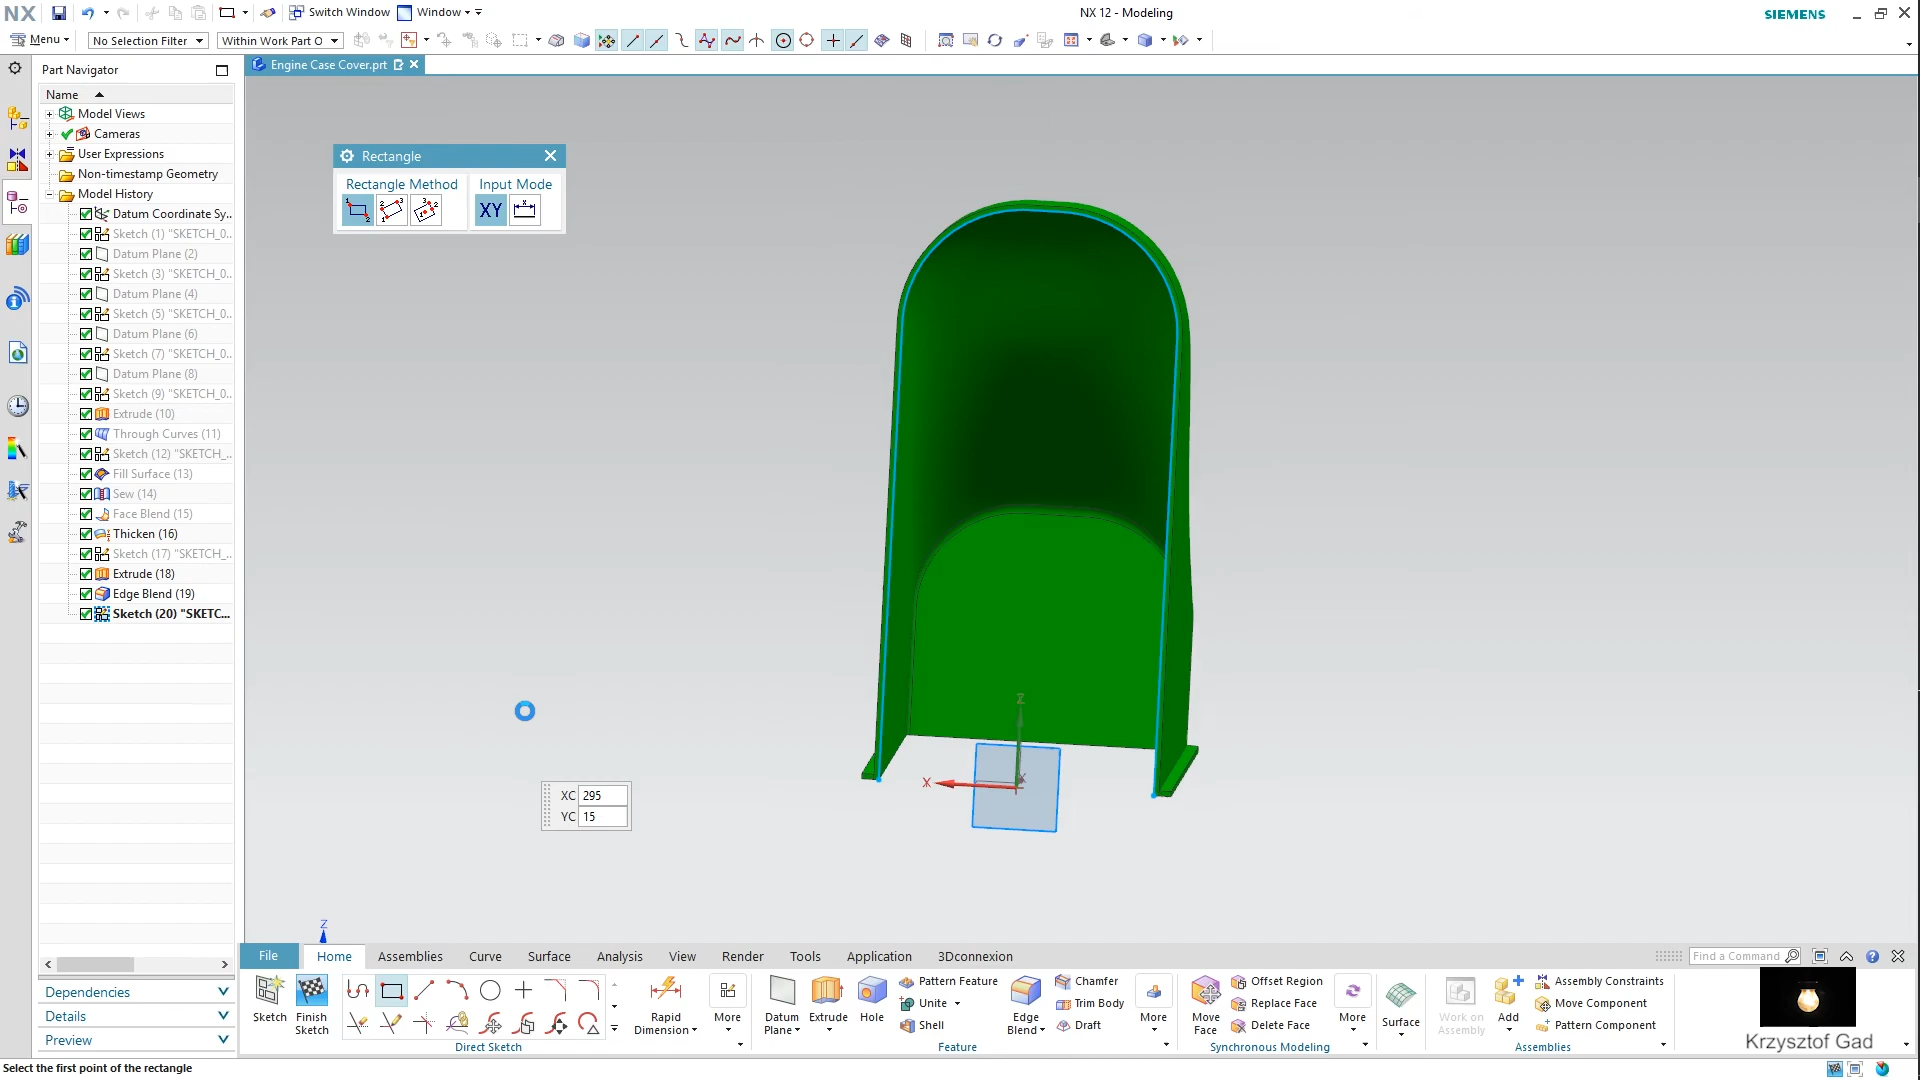 NX
Switch Window
Window
NX 12 - Modeling
SIEMENS
Menu
No Selection Filter
Within Work Part O
Part Navigator
Engine Case Cover.prt
Name
Model Views
Cameras
User Expressions
Non-timestamp Geometry
Model History
Datum Coordinate Sy...
Sketch (1) "SKETCH_0...
Datum Plane (2)
Sketch (3) "SKETCH_0...
Datum Plane (4)
Sketch (5) "SKETCH_0...
Datum Plane (6)
Sketch (7) "SKETCH_0...
Datum Plane (8)
Sketch (9) "SKETCH_0...
Extrude (10)
Through Curves (11)
Sketch (12) "SKETCH_...
Fill Surface (13)
Sew (14)
Face Blend (15)
Thicken (16)
Sketch (17) "SKETCH_...
Extrude (18)
Edge Blend (19)
Sketch (20) "SKETC...
Rectangle
Rectangle Method
Input Mode
XY
Z
X
XC 295
YC 15
Z
Dependencies
Details
Preview
File
Home
Assemblies
Curve
Surface
Analysis
View
Render
Tools
Application
3Dconnexion
Find a Command
Sketch
Finish Sketch
Direct Sketch
Rapid Dimension
More
Datum Plane
Extrude
Hole
Pattern Feature
Unite
Shell
Edge Blend
Chamfer
Trim Body
Draft
More
Feature
Move Face
Offset Region
Replace Face
Delete Face
More
Synchronous Modeling
Surface
Work on Assembly
Add
Assembly Constraints
Move Component
Pattern Component
Assemblies
Krzysztof Gad
Select the first point of the rectangle